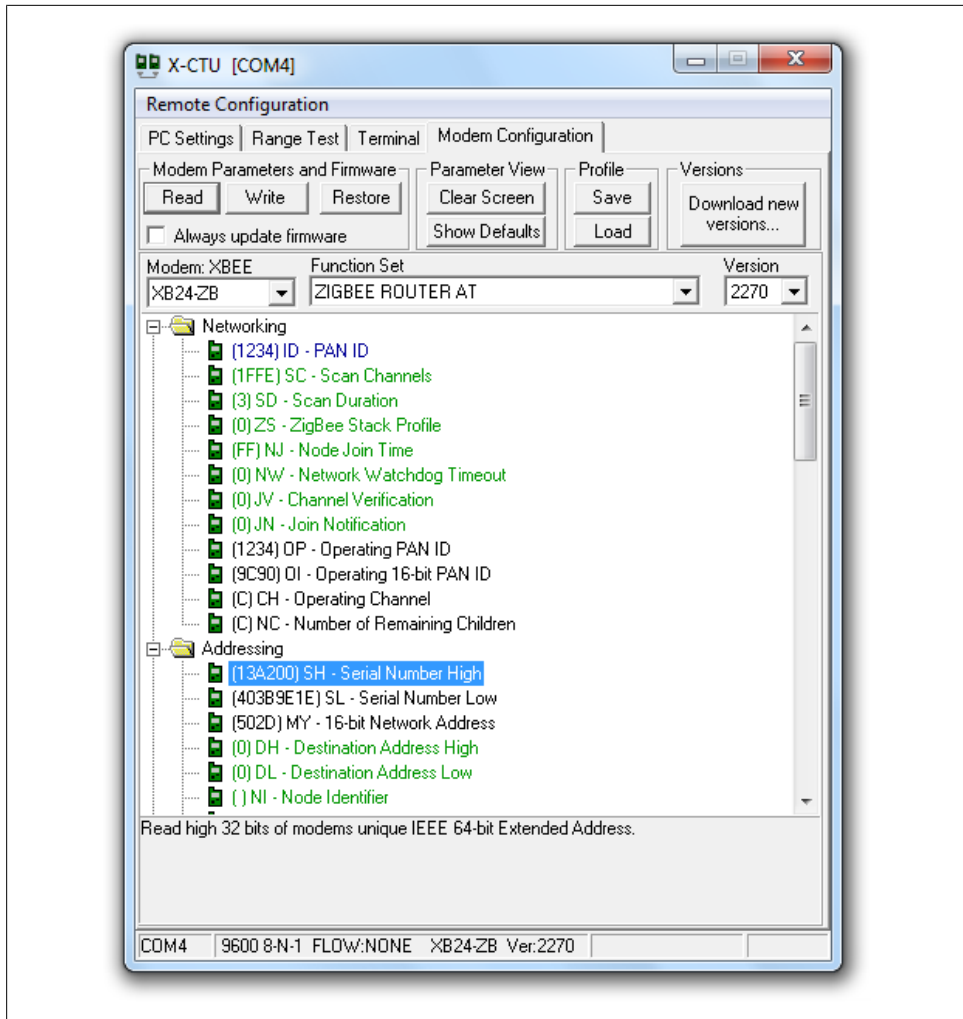 X-CTU [COM4]
Remote Configuration
PC Settings Range Test Terminal Modem Configuration
Modem Parameters and Firmware Parameter View Profile Versions
Read Write Restore Clear Screen Save Download new versions...
Always update firmware Show Defaults Load
Modem: XBEE Function Set Version
XB24-ZB ZIGBEE ROUTER AT 2270
Networking
(1234) ID - PAN ID
(1FFE) SC - Scan Channels
(3) SD - Scan Duration
(0) ZS - ZigBee Stack Profile
(FF) NJ - Node Join Time
(0) NW - Network Watchdog Timeout
(0) JV - Channel Verification
(0) JN - Join Notification
(1234) OP - Operating PAN ID
(9C90) OI - Operating 16-bit PAN ID
(C) CH - Operating Channel
(C) NC - Number of Remaining Children
Addressing
(13A200) SH - Serial Number High
(403B9E1E) SL - Serial Number Low
(502D) MY - 16-bit Network Address
(0) DH - Destination Address High
(0) DL - Destination Address Low
( ) NI - Node Identifier
Read high 32 bits of modems unique IEEE 64-bit Extended Address.
COM4 9600 8-N-1 FLOW:NONE XB24-ZB Ver:2270